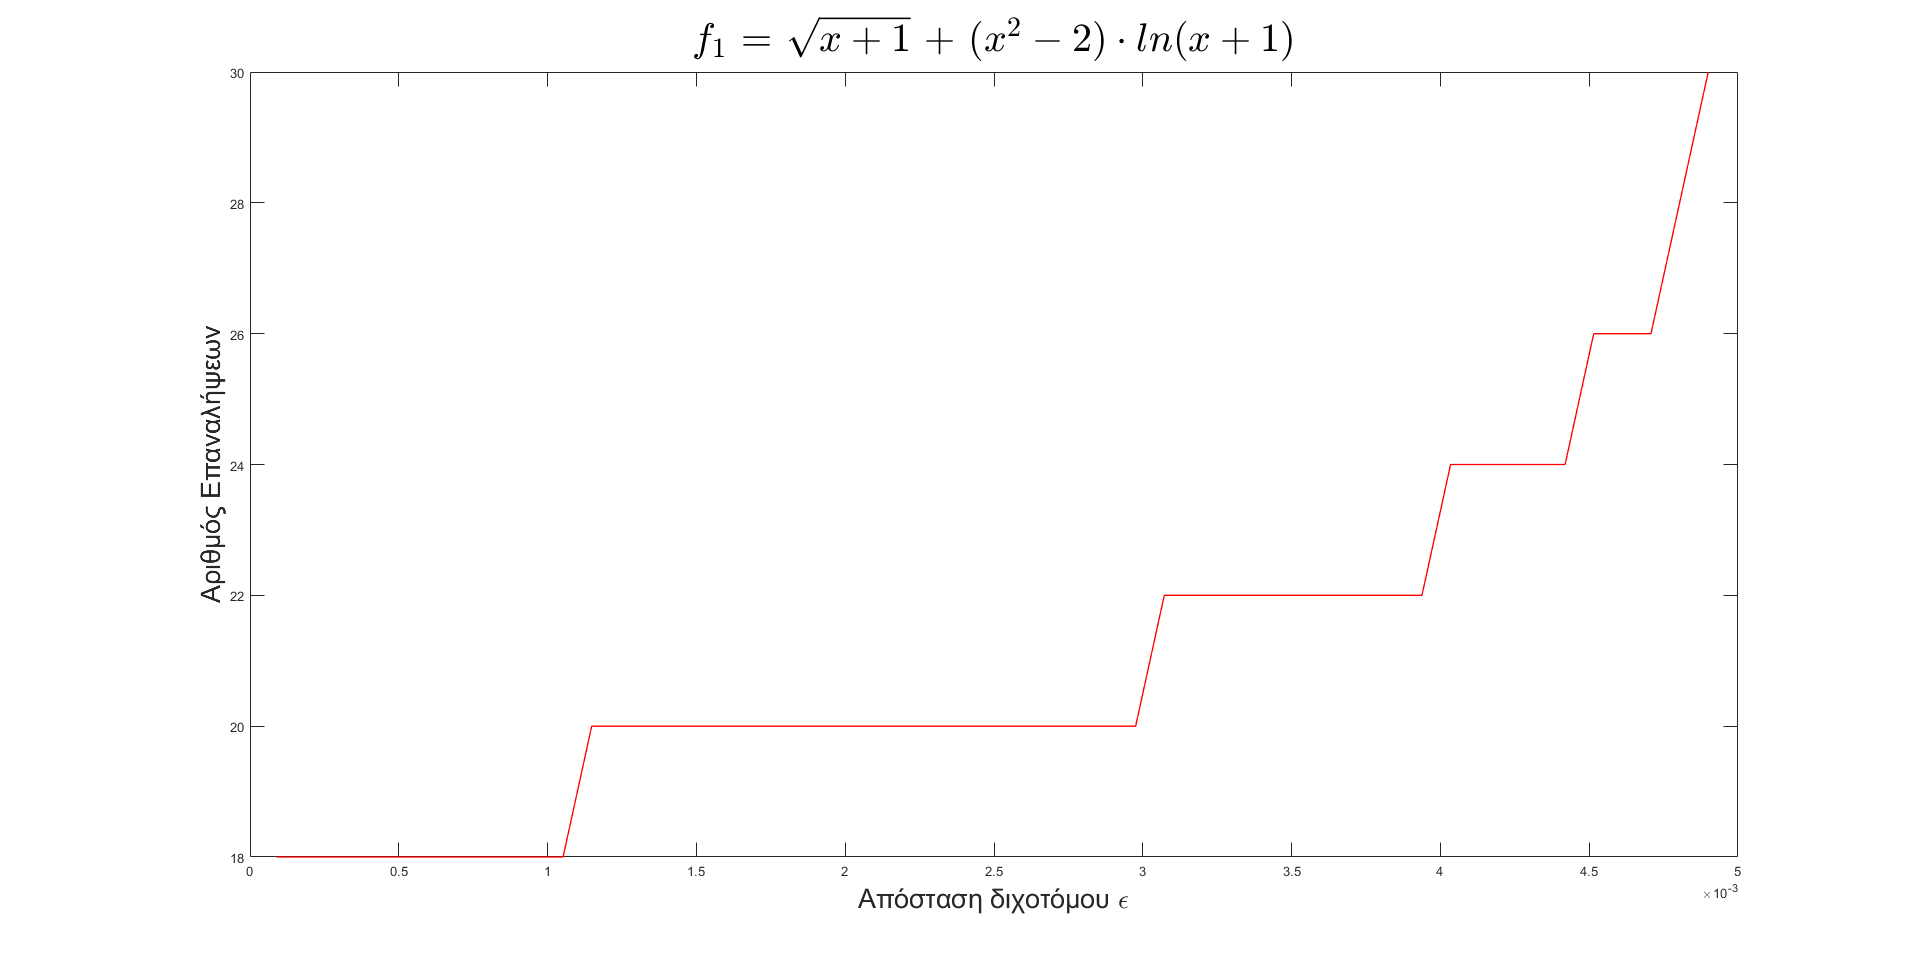 f₁ = √(x + 1) + (x² − 2) · ln(x + 1)
30
28
26
24
22
20
18
Αριθμός Επαναλήψεων
0 0.5 1 1.5 2 2.5 3 3.5 4 4.5 5
×10⁻³
Απόσταση διχοτόμου ϵ